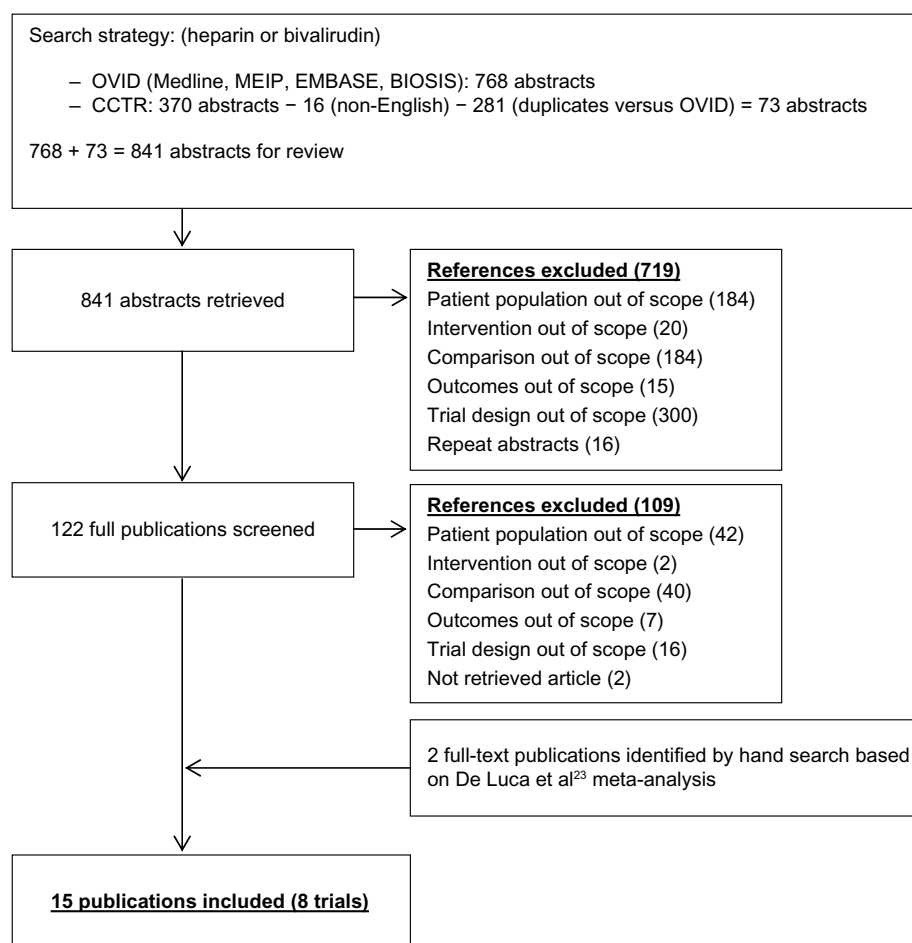 Search strategy: (heparin or bivalirudin)
– OVID (Medline, MEIP, EMBASE, BIOSIS): 768 abstracts
– CCTR: 370 abstracts − 16 (non-English) − 281 (duplicates versus OVID) = 73 abstracts
768 + 73 = 841 abstracts for review
841 abstracts retrieved
References excluded (719)
Patient population out of scope (184)
Intervention out of scope (20)
Comparison out of scope (184)
Outcomes out of scope (15)
Trial design out of scope (300)
Repeat abstracts (16)
122 full publications screened
References excluded (109)
Patient population out of scope (42)
Intervention out of scope (2)
Comparison out of scope (40)
Outcomes out of scope (7)
Trial design out of scope (16)
Not retrieved article (2)
2 full-text publications identified by hand search based
on De Luca et al²³ meta-analysis
15 publications included (8 trials)